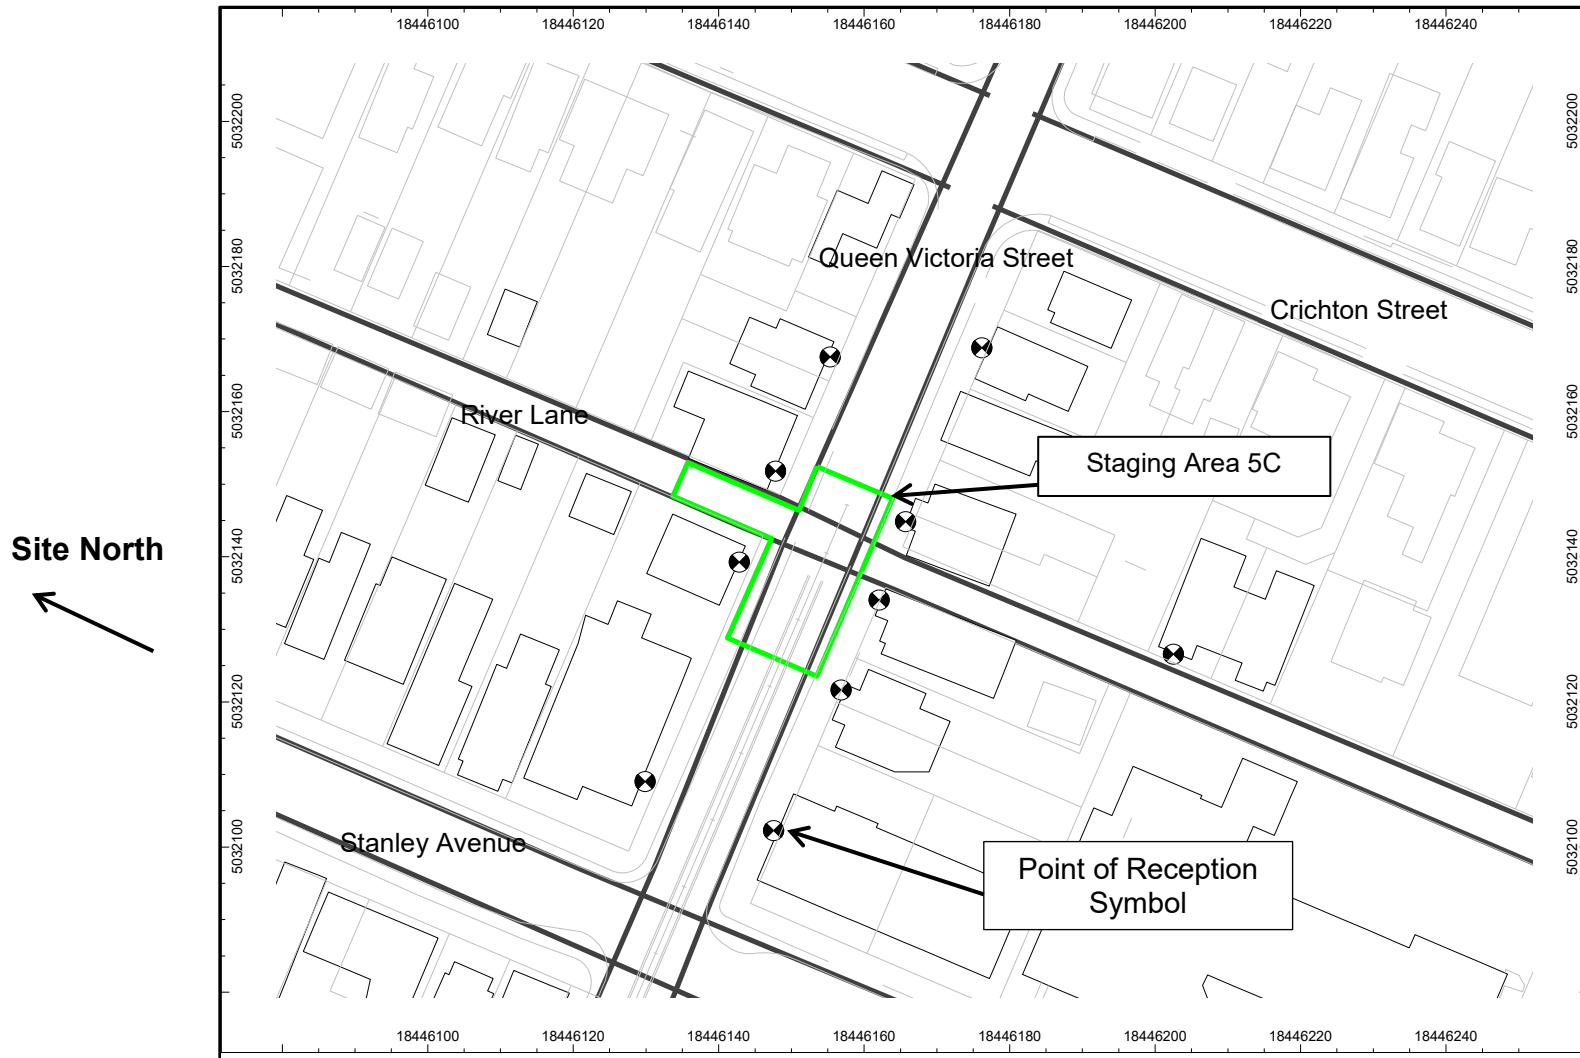 18446100 18446120 18446140 18446160 18446180 18446200 18446220 18446240
5032200
5032200
Queen Victoria Street
5032180
5032180
Crichton Street
River Lane
5032160
5032160
Staging Area 5C
Site North
5032140
5032140
5032120
5032120
Stanley Avenue
5032100
5032100
Point of Reception
Symbol
18446100 18446120 18446140 18446160 18446180 18446200 18446220 18446240